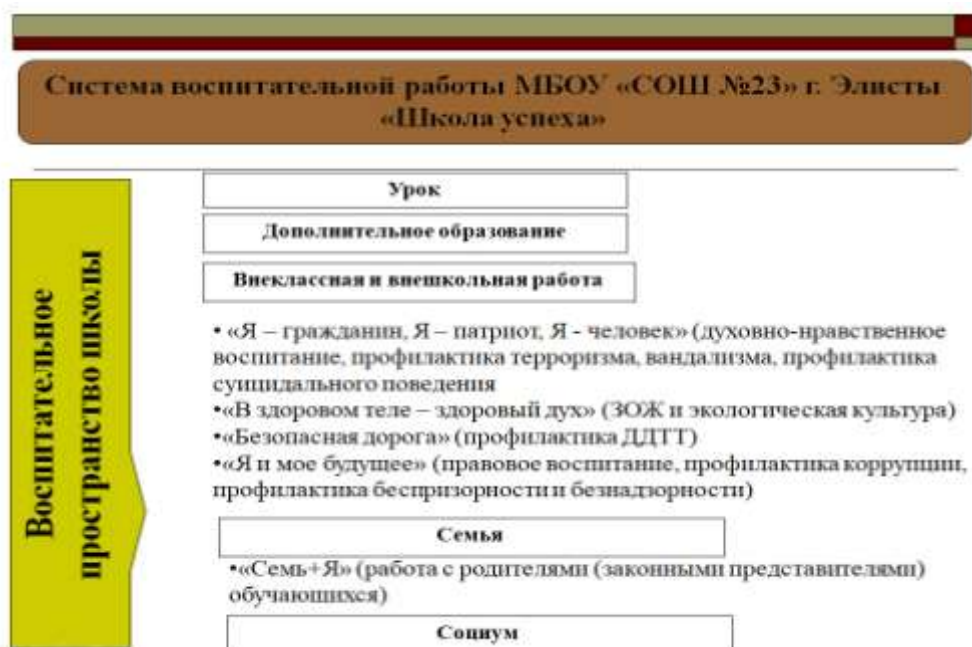 Система воспитательной работы МБОУ «СОШ №23» г. Элисты
«Школа успеха»
Воспитательное
пространство школы
Урок
Дополнительное образование
Внеклассная и внешкольная работа
• «Я – гражданин, Я – патриот, Я - человек» (духовно-нравственное
воспитание, профилактика терроризма, вандализма, профилактика
суицидального поведения
•«В здоровом теле – здоровый дух» (ЗОЖ и экологическая культура)
•«Безопасная дорога» (профилактика ДДТТ)
•«Я и мое будущее» (правовое воспитание, профилактика коррупции,
профилактика беспризорности и безнадзорности)
Семья
•«Семь+Я» (работа с родителями (законными представителями)
обучающихся)
Социум